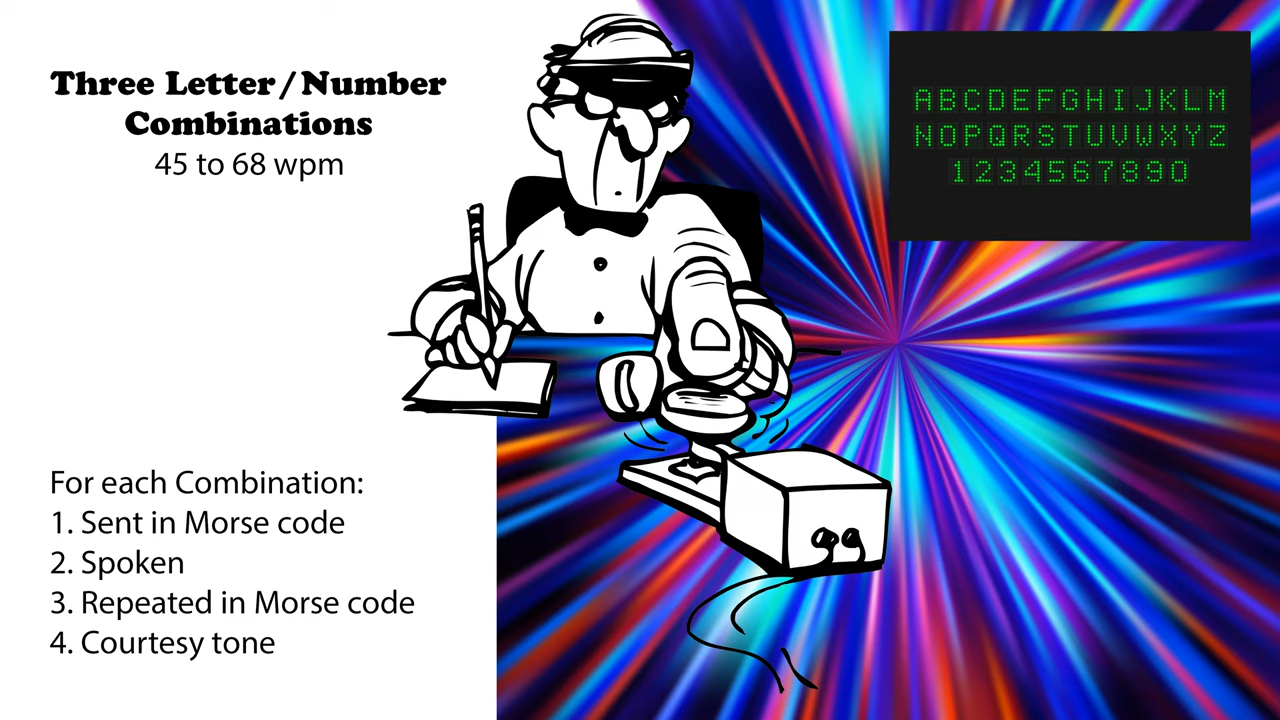 Three Letter/Number
Combinations
45 to 68 wpm
ABCDEFGHIJKLM
NOPQRSTUVWXYZ
1234567890
For each Combination:
1. Sent in Morse code
2. Spoken
3. Repeated in Morse code
4. Courtesy tone